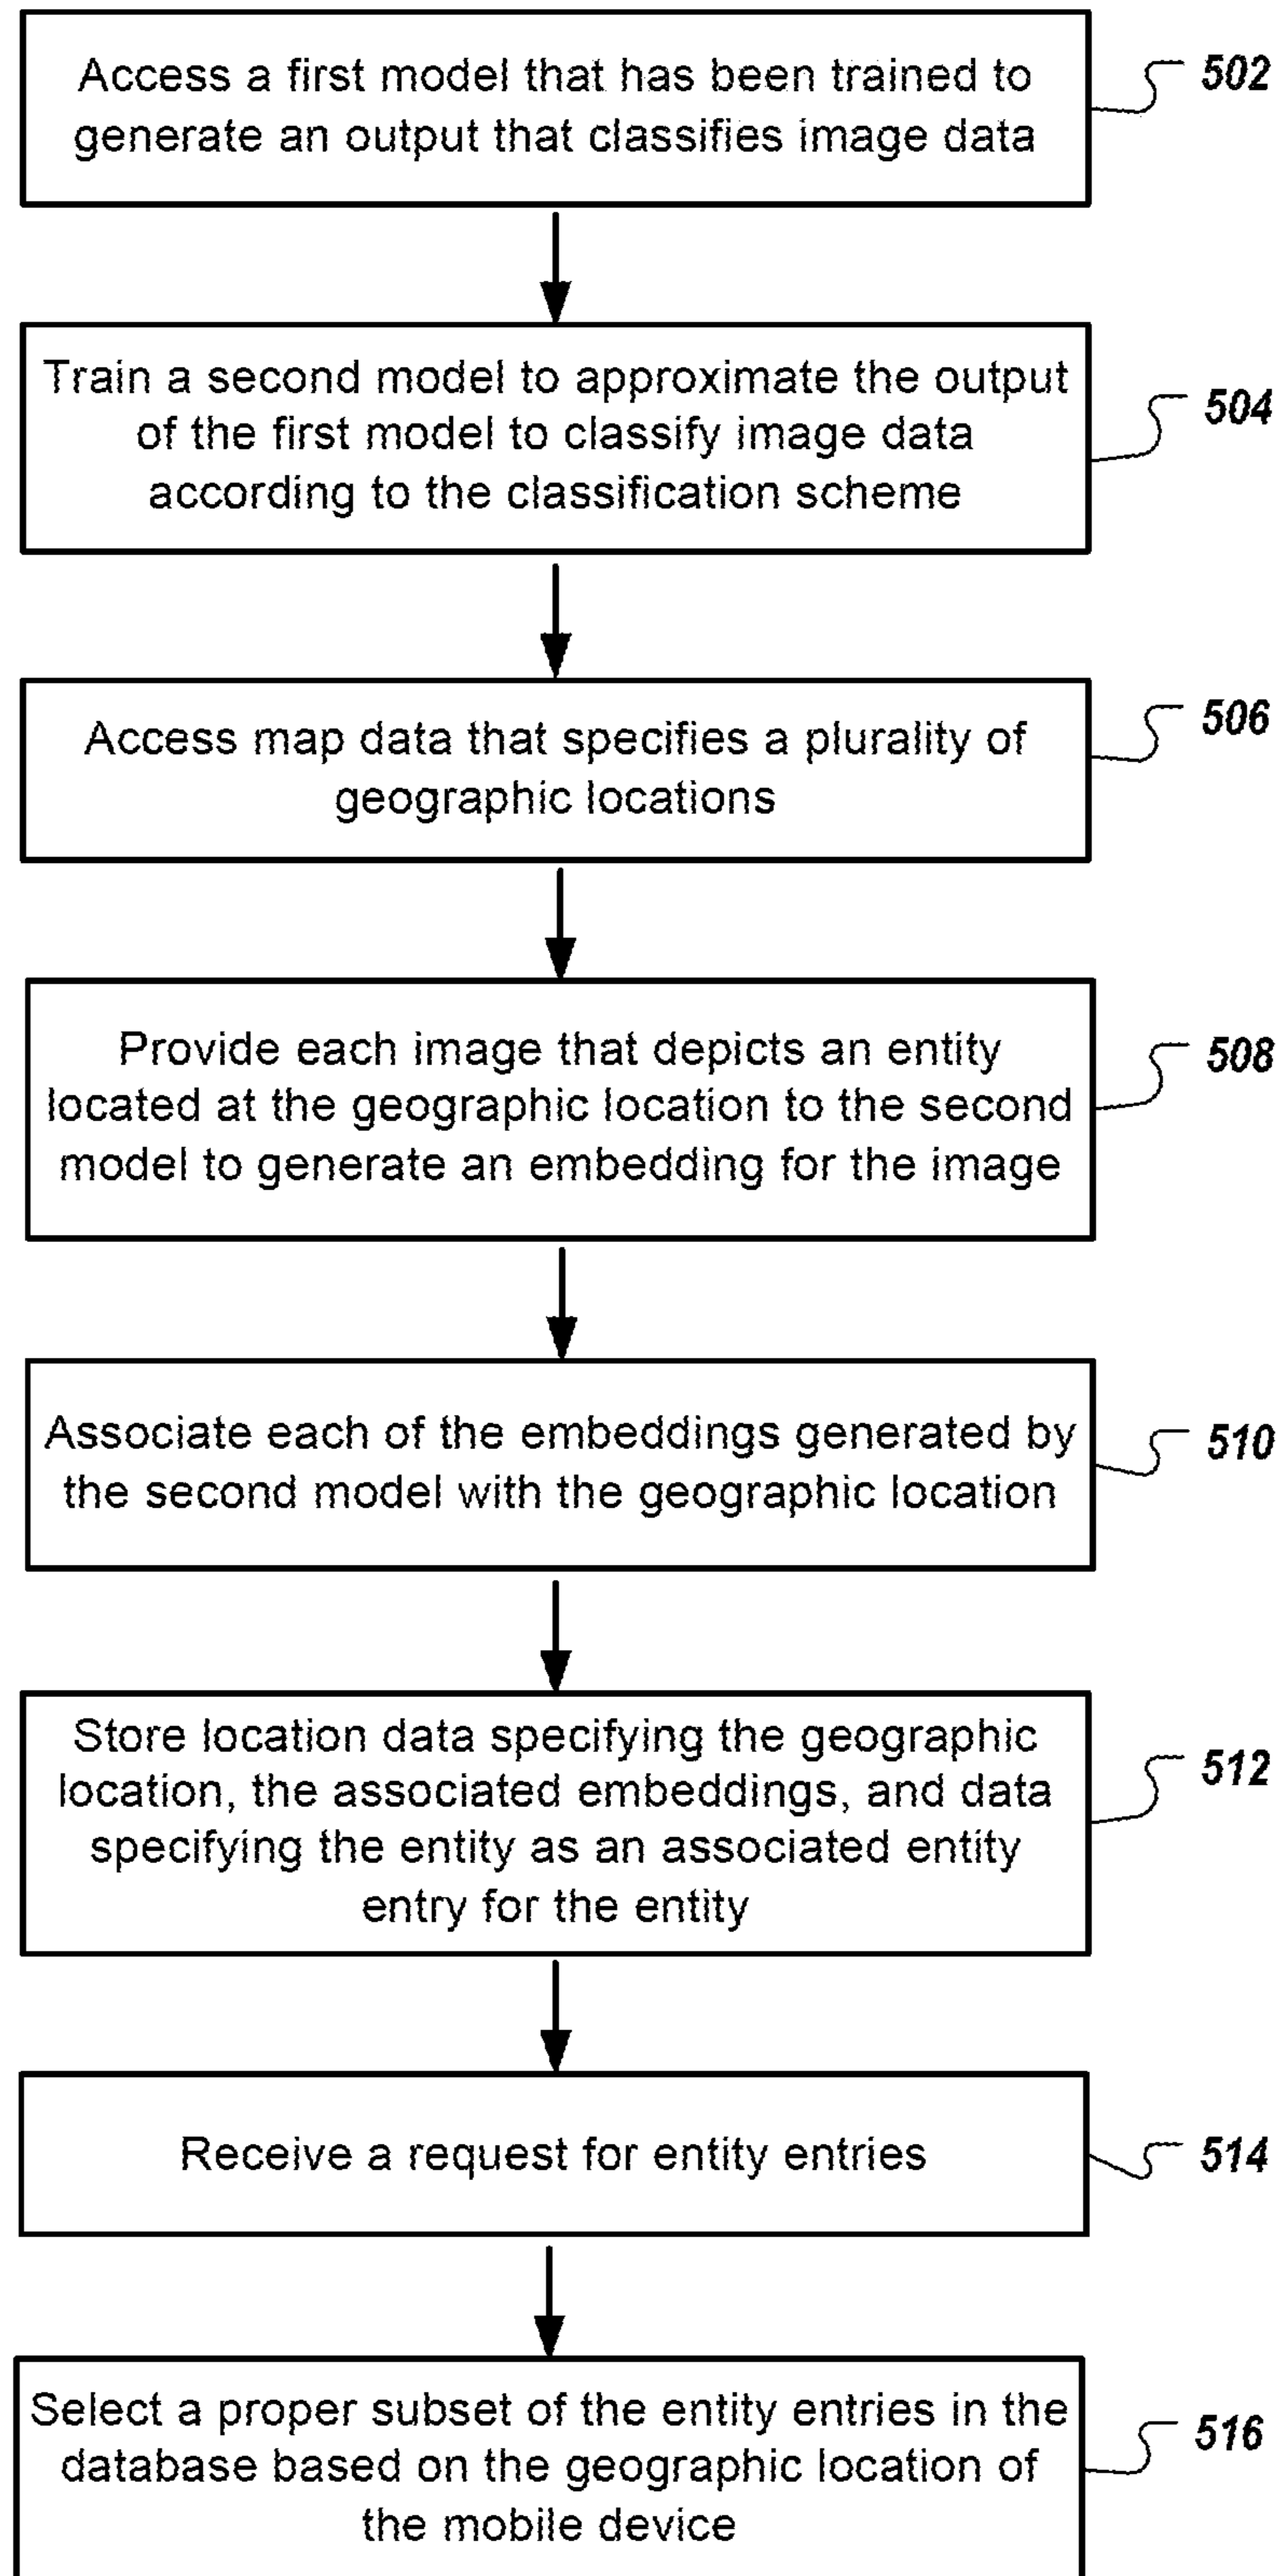 Access a first model that has been trained to
generate an output that classifies image data
502
Train a second model to approximate the output
of the first model to classify image data
according to the classification scheme
504
Access map data that specifies a plurality of
geographic locations
506
Provide each image that depicts an entity
located at the geographic location to the second
model to generate an embedding for the image
508
Associate each of the embeddings generated by
the second model with the geographic location
510
Store location data specifying the geographic
location, the associated embeddings, and data
specifying the entity as an associated entity
entry for the entity
512
Receive a request for entity entries
514
Select a proper subset of the entity entries in the
database based on the geographic location of
the mobile device
516